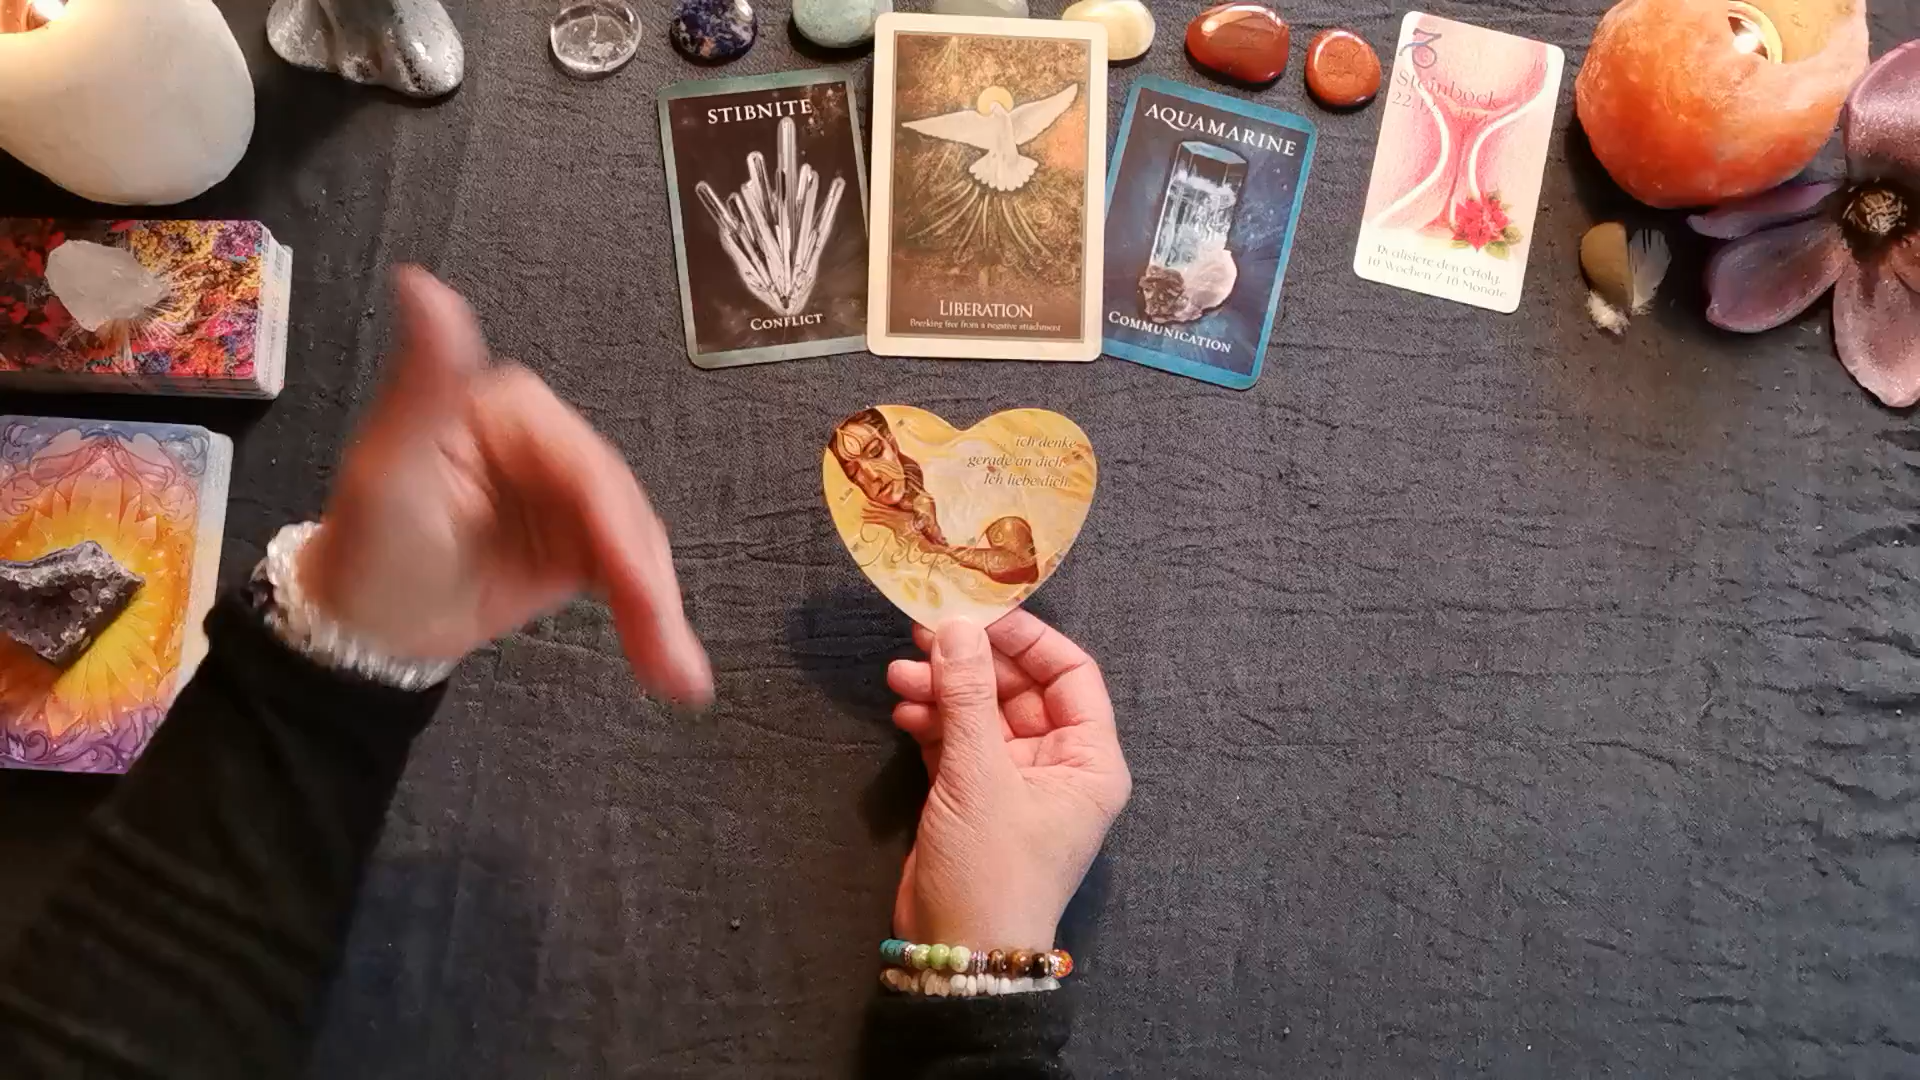 STIBNITE
CONFLICT
LIBERATION
Breaking free from a negative attachment
AQUAMARINE
COMMUNICATION
Steinbock
Realisiere den Erfolg.
10 Wochen / 10 Monate
... ich denke
gerade an dich.
Ich liebe dich.